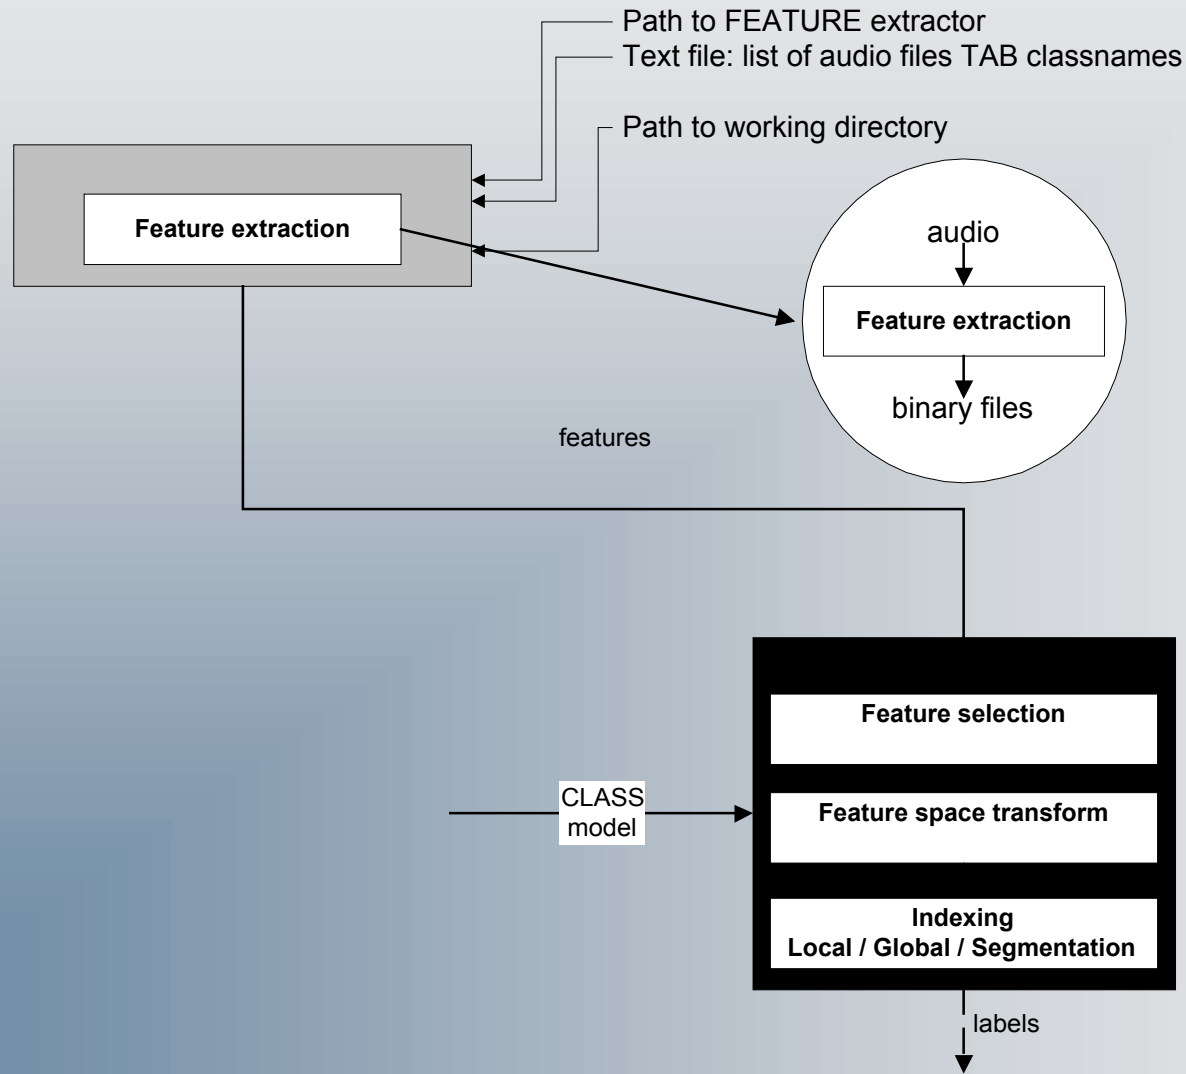 Path to FEATURE extractor
Text file: list of audio files TAB classnames
Path to working directory
Feature extraction
audio
Feature extraction
binary files
features
Feature selection
CLASS
model
Feature space transform
Indexing
Local / Global / Segmentation
labels